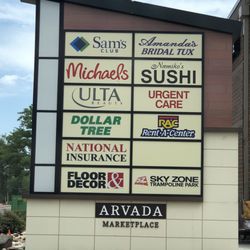 Sam's
CLUB
Amanda's
BRIDAL TUX
Michaels
Namiko's
SUSHI
ULTA
BEAUTY
URGENT
CARE
DOLLAR
TREE
RAC
Rent-A-Center
NATIONAL
INSURANCE
FLOOR
&
DECOR
SKY ZONE
TRAMPOLINE PARK
ARVADA
MARKETPLACE